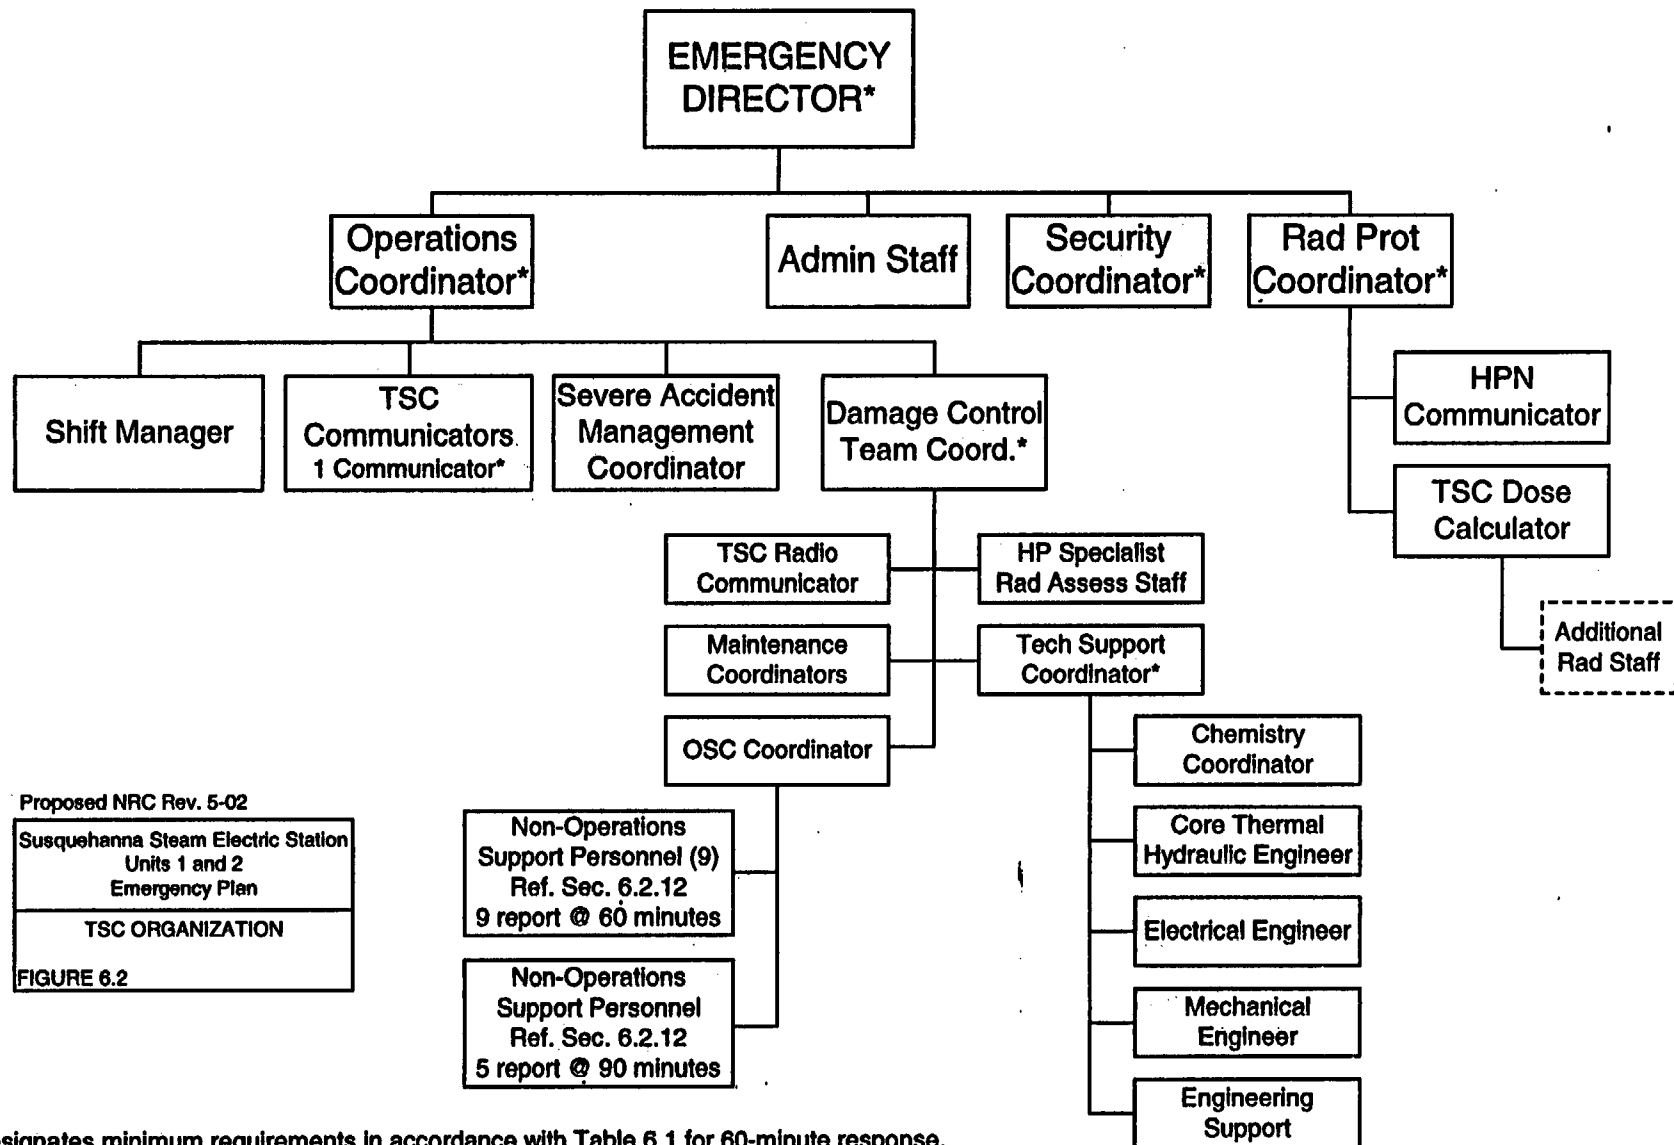 EMERGENCY
DIRECTOR*
Operations
Coordinator*
Admin Staff
Security
Coordinator*
Rad Prot
Coordinator*
Shift Manager
TSC
Communicators
1 Communicator*
Severe Accident
Management
Coordinator
Damage Control
Team Coord.*
HPN
Communicator
TSC Dose
Calculator
Additional
Rad Staff
TSC Radio
Communicator
HP Specialist
Rad Assess Staff
Maintenance
Coordinators
Tech Support
Coordinator*
OSC Coordinator
Chemistry
Coordinator
Core Thermal
Hydraulic Engineer
Electrical Engineer
Mechanical
Engineer
Engineering
Support
Non-Operations
Support Personnel (9)
Ref. Sec. 6.2.12
9 report @ 60 minutes
Non-Operations
Support Personnel
Ref. Sec. 6.2.12
5 report @ 90 minutes
Proposed NRC Rev. 5-02
Susquehanna Steam Electric Station
Units 1 and 2
Emergency Plan
TSC ORGANIZATION
FIGURE 6.2
minimum requirements in accordance with Table 6.1 for 60-minute response.